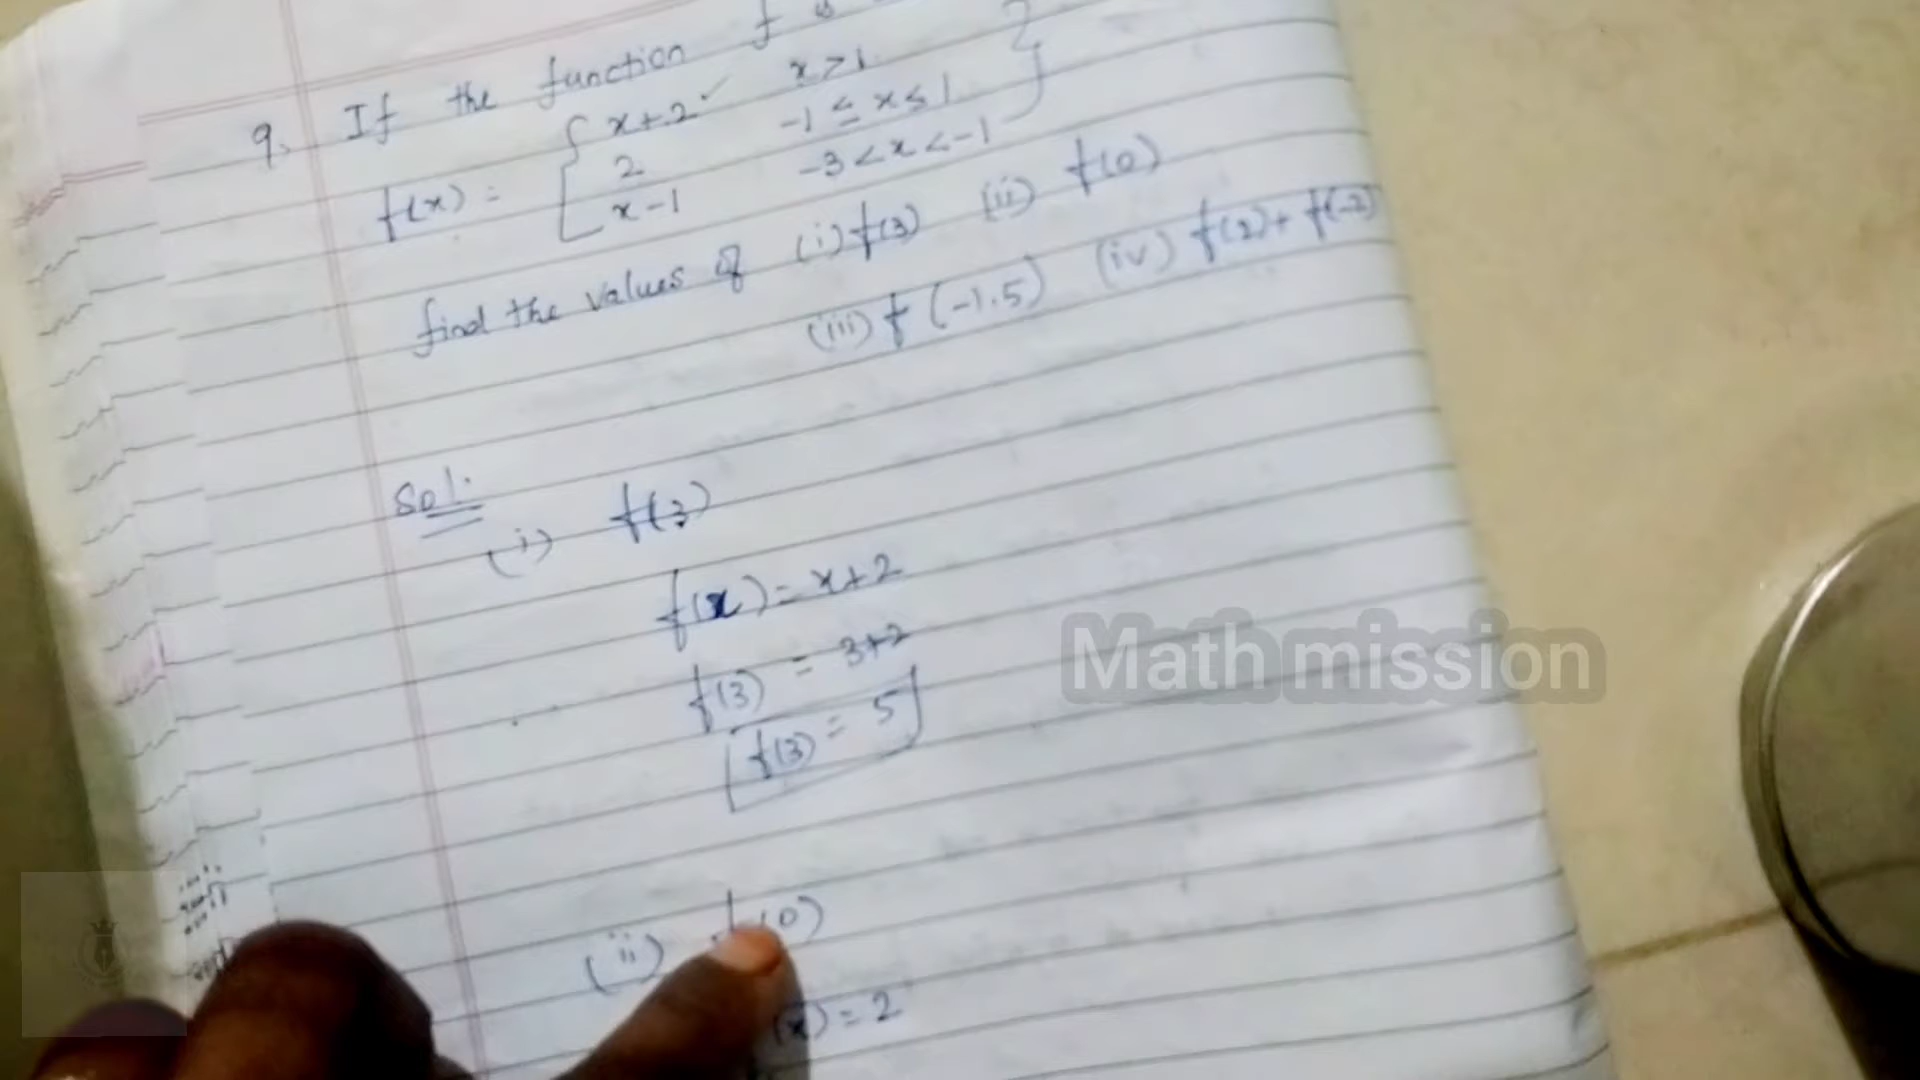 9. If the function f is
x+2 x>1
f(x) = 2 -1 ≤ x ≤ 1
x-1 -3 < x < -1
find the values of (i) f(3) (ii) f(0)
(iii) f(-1.5) (iv) f(2) + f(-2)
Sol.
(i) f(3)
f(x) = x+2
f(3) = 3+2
f(3) = 5
(ii) f(0)
(x) = 2
Math mission